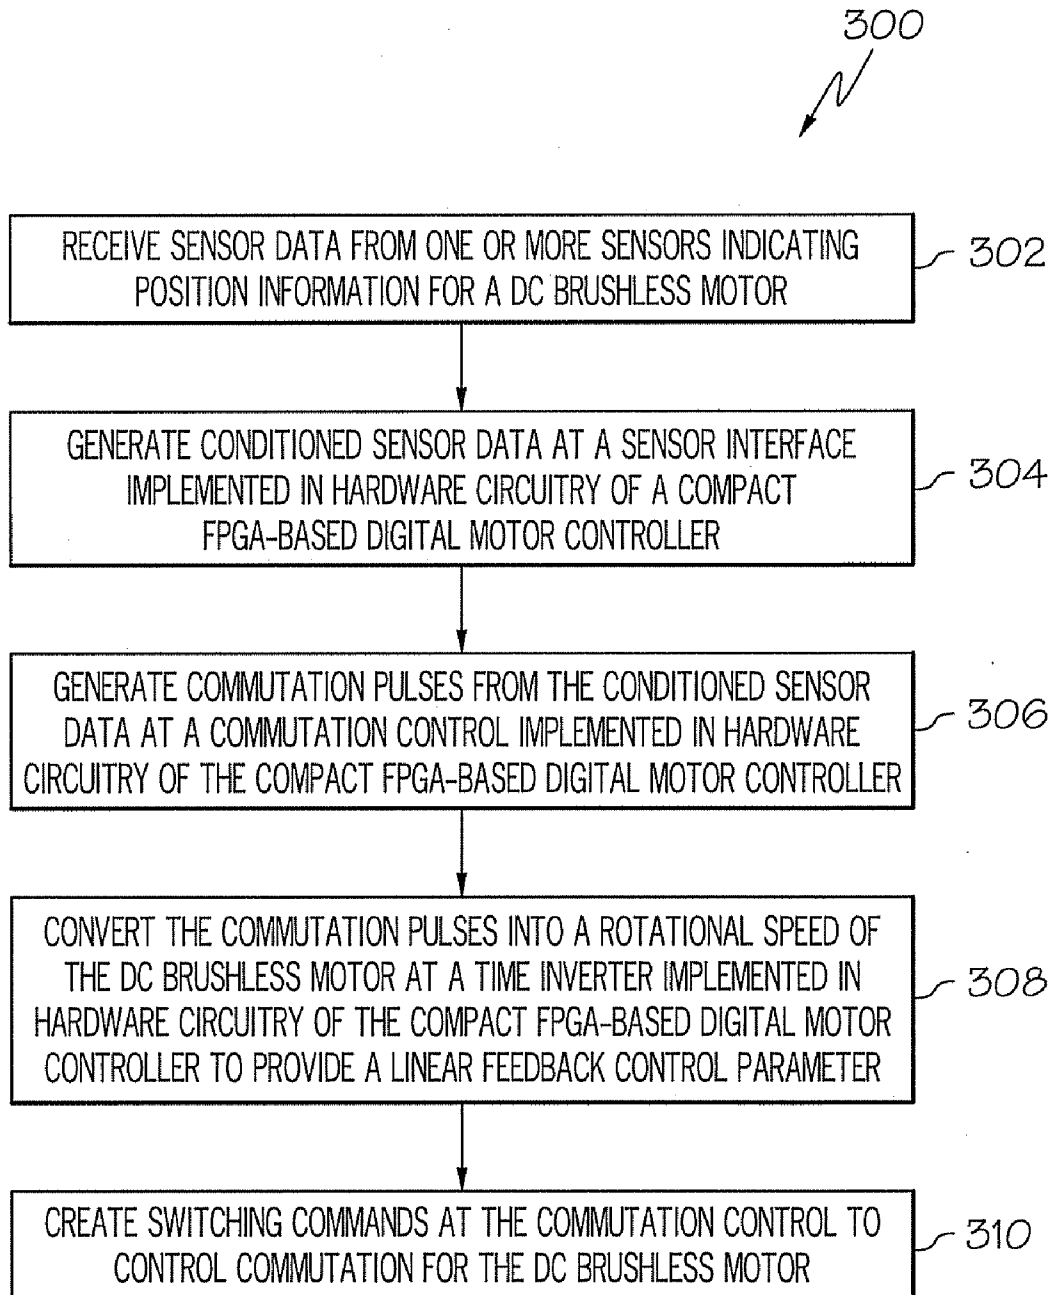 300
RECEIVE SENSOR DATA FROM ONE OR MORE SENSORS INDICATING
POSITION INFORMATION FOR A DC BRUSHLESS MOTOR
302
GENERATE CONDITIONED SENSOR DATA AT A SENSOR INTERFACE
IMPLEMENTED IN HARDWARE CIRCUITRY OF A COMPACT
FPGA-BASED DIGITAL MOTOR CONTROLLER
304
GENERATE COMMUTATION PULSES FROM THE CONDITIONED SENSOR
DATA AT A COMMUTATION CONTROL IMPLEMENTED IN HARDWARE
CIRCUITRY OF THE COMPACT FPGA-BASED DIGITAL MOTOR CONTROLLER
306
CONVERT THE COMMUTATION PULSES INTO A ROTATIONAL SPEED OF
THE DC BRUSHLESS MOTOR AT A TIME INVERTER IMPLEMENTED IN
HARDWARE CIRCUITRY OF THE COMPACT FPGA-BASED DIGITAL MOTOR
CONTROLLER TO PROVIDE A LINEAR FEEDBACK CONTROL PARAMETER
308
CREATE SWITCHING COMMANDS AT THE COMMUTATION CONTROL TO
CONTROL COMMUTATION FOR THE DC BRUSHLESS MOTOR
310